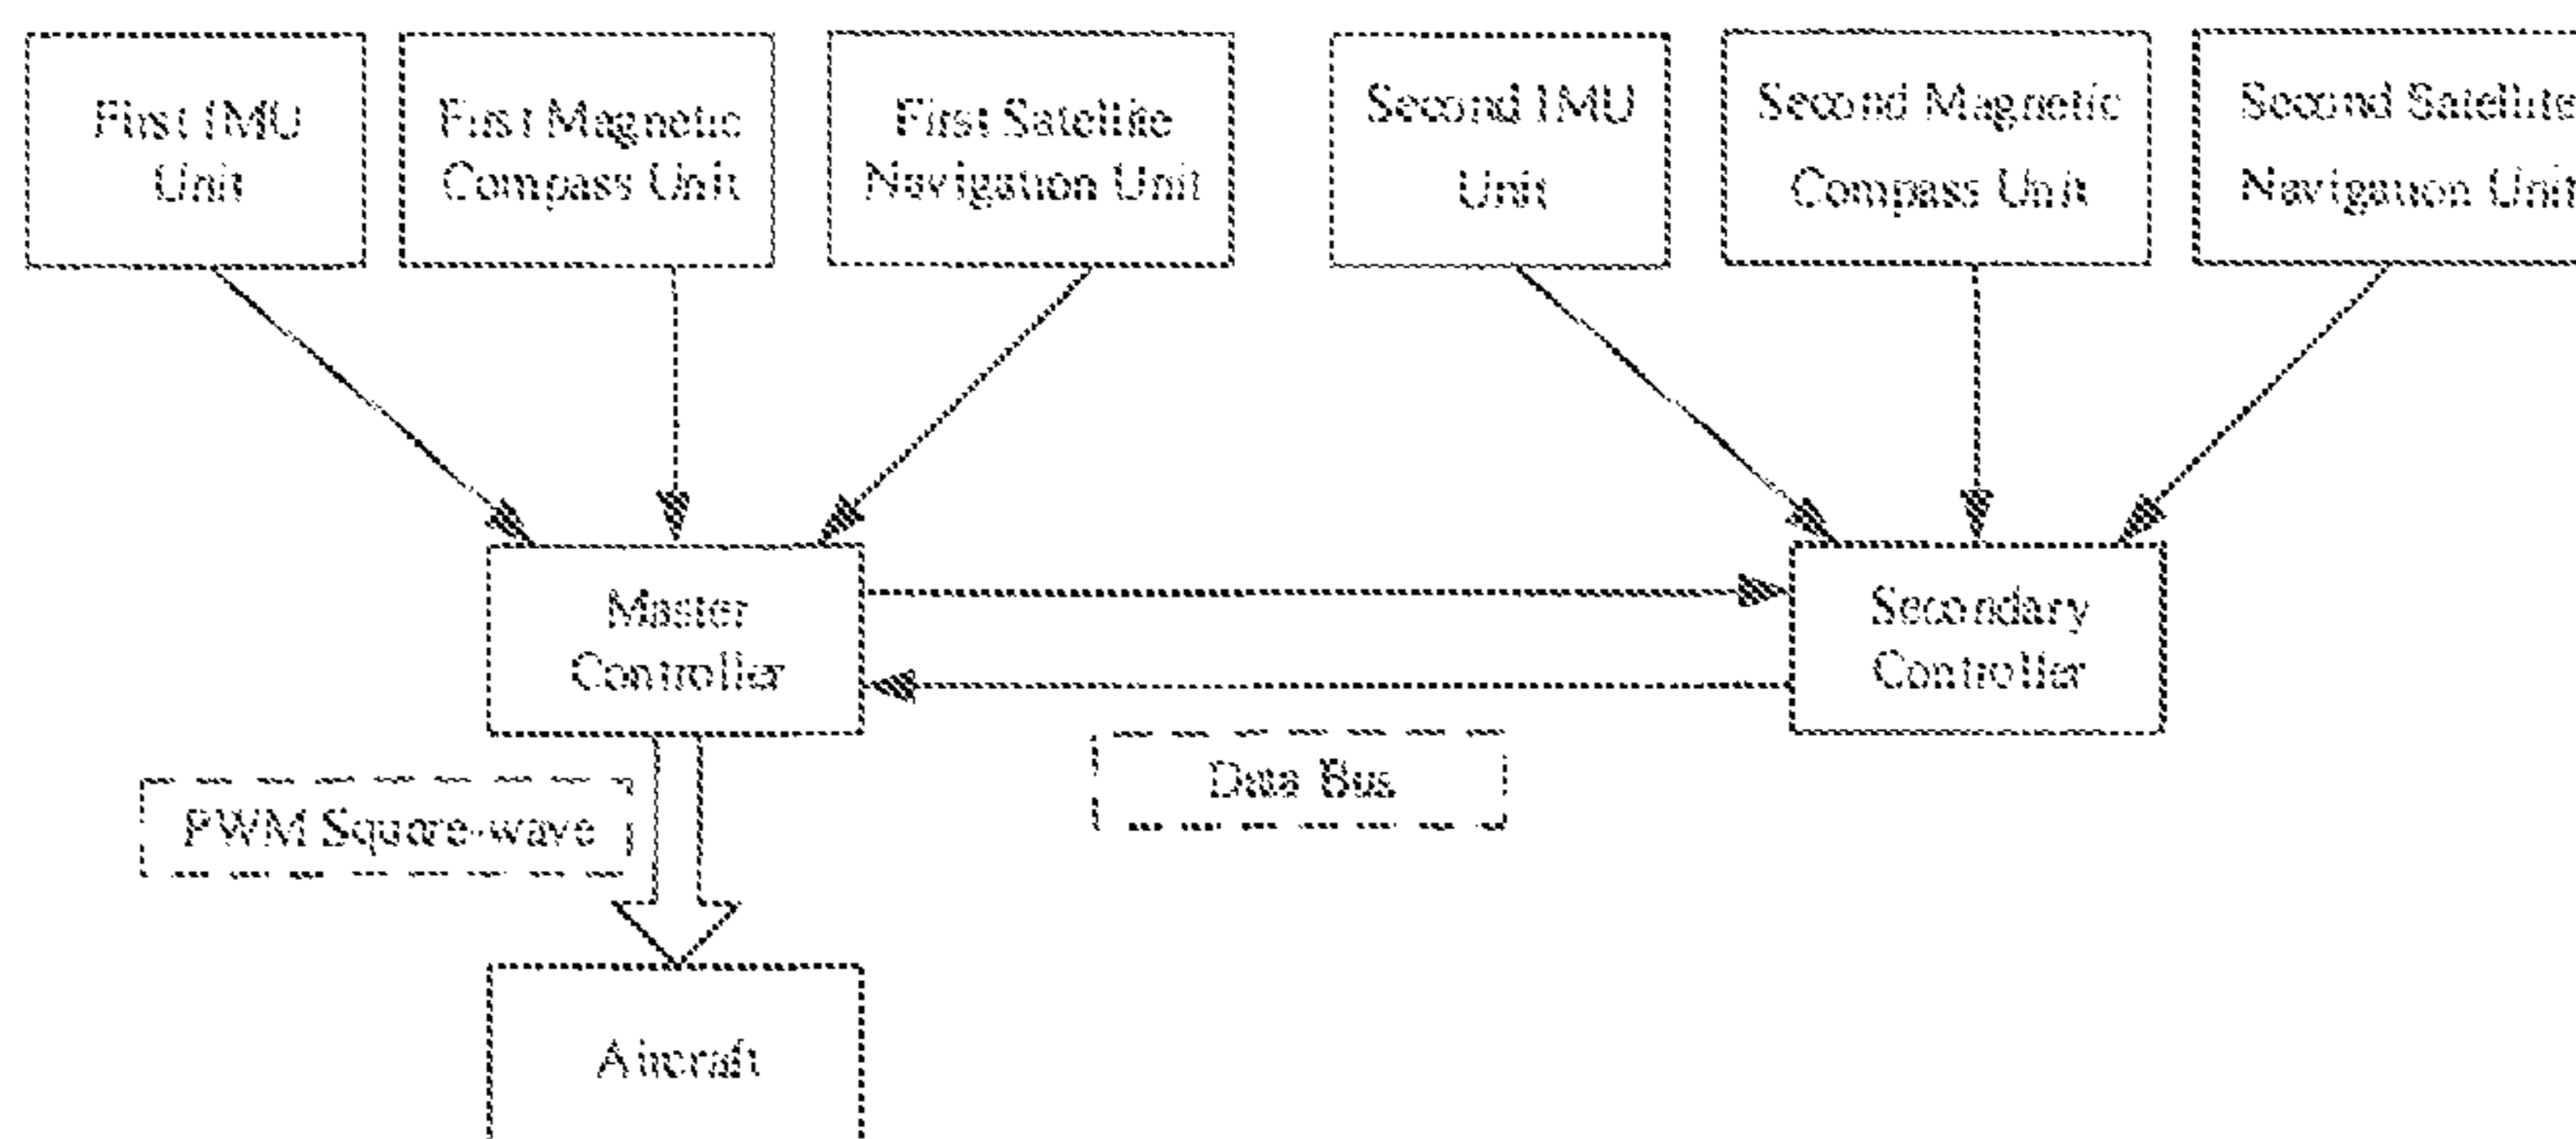 First IMU
Unit
First Magnetic
Compass Unit
First Satellite
Navigation Unit
Second IMU
Unit
Second Magnetic
Compass Unit
Second Satellite
Navigation Unit
Master
Controller
Secondary
Controller
Data Bus
PWM Square-wave
Aircraft